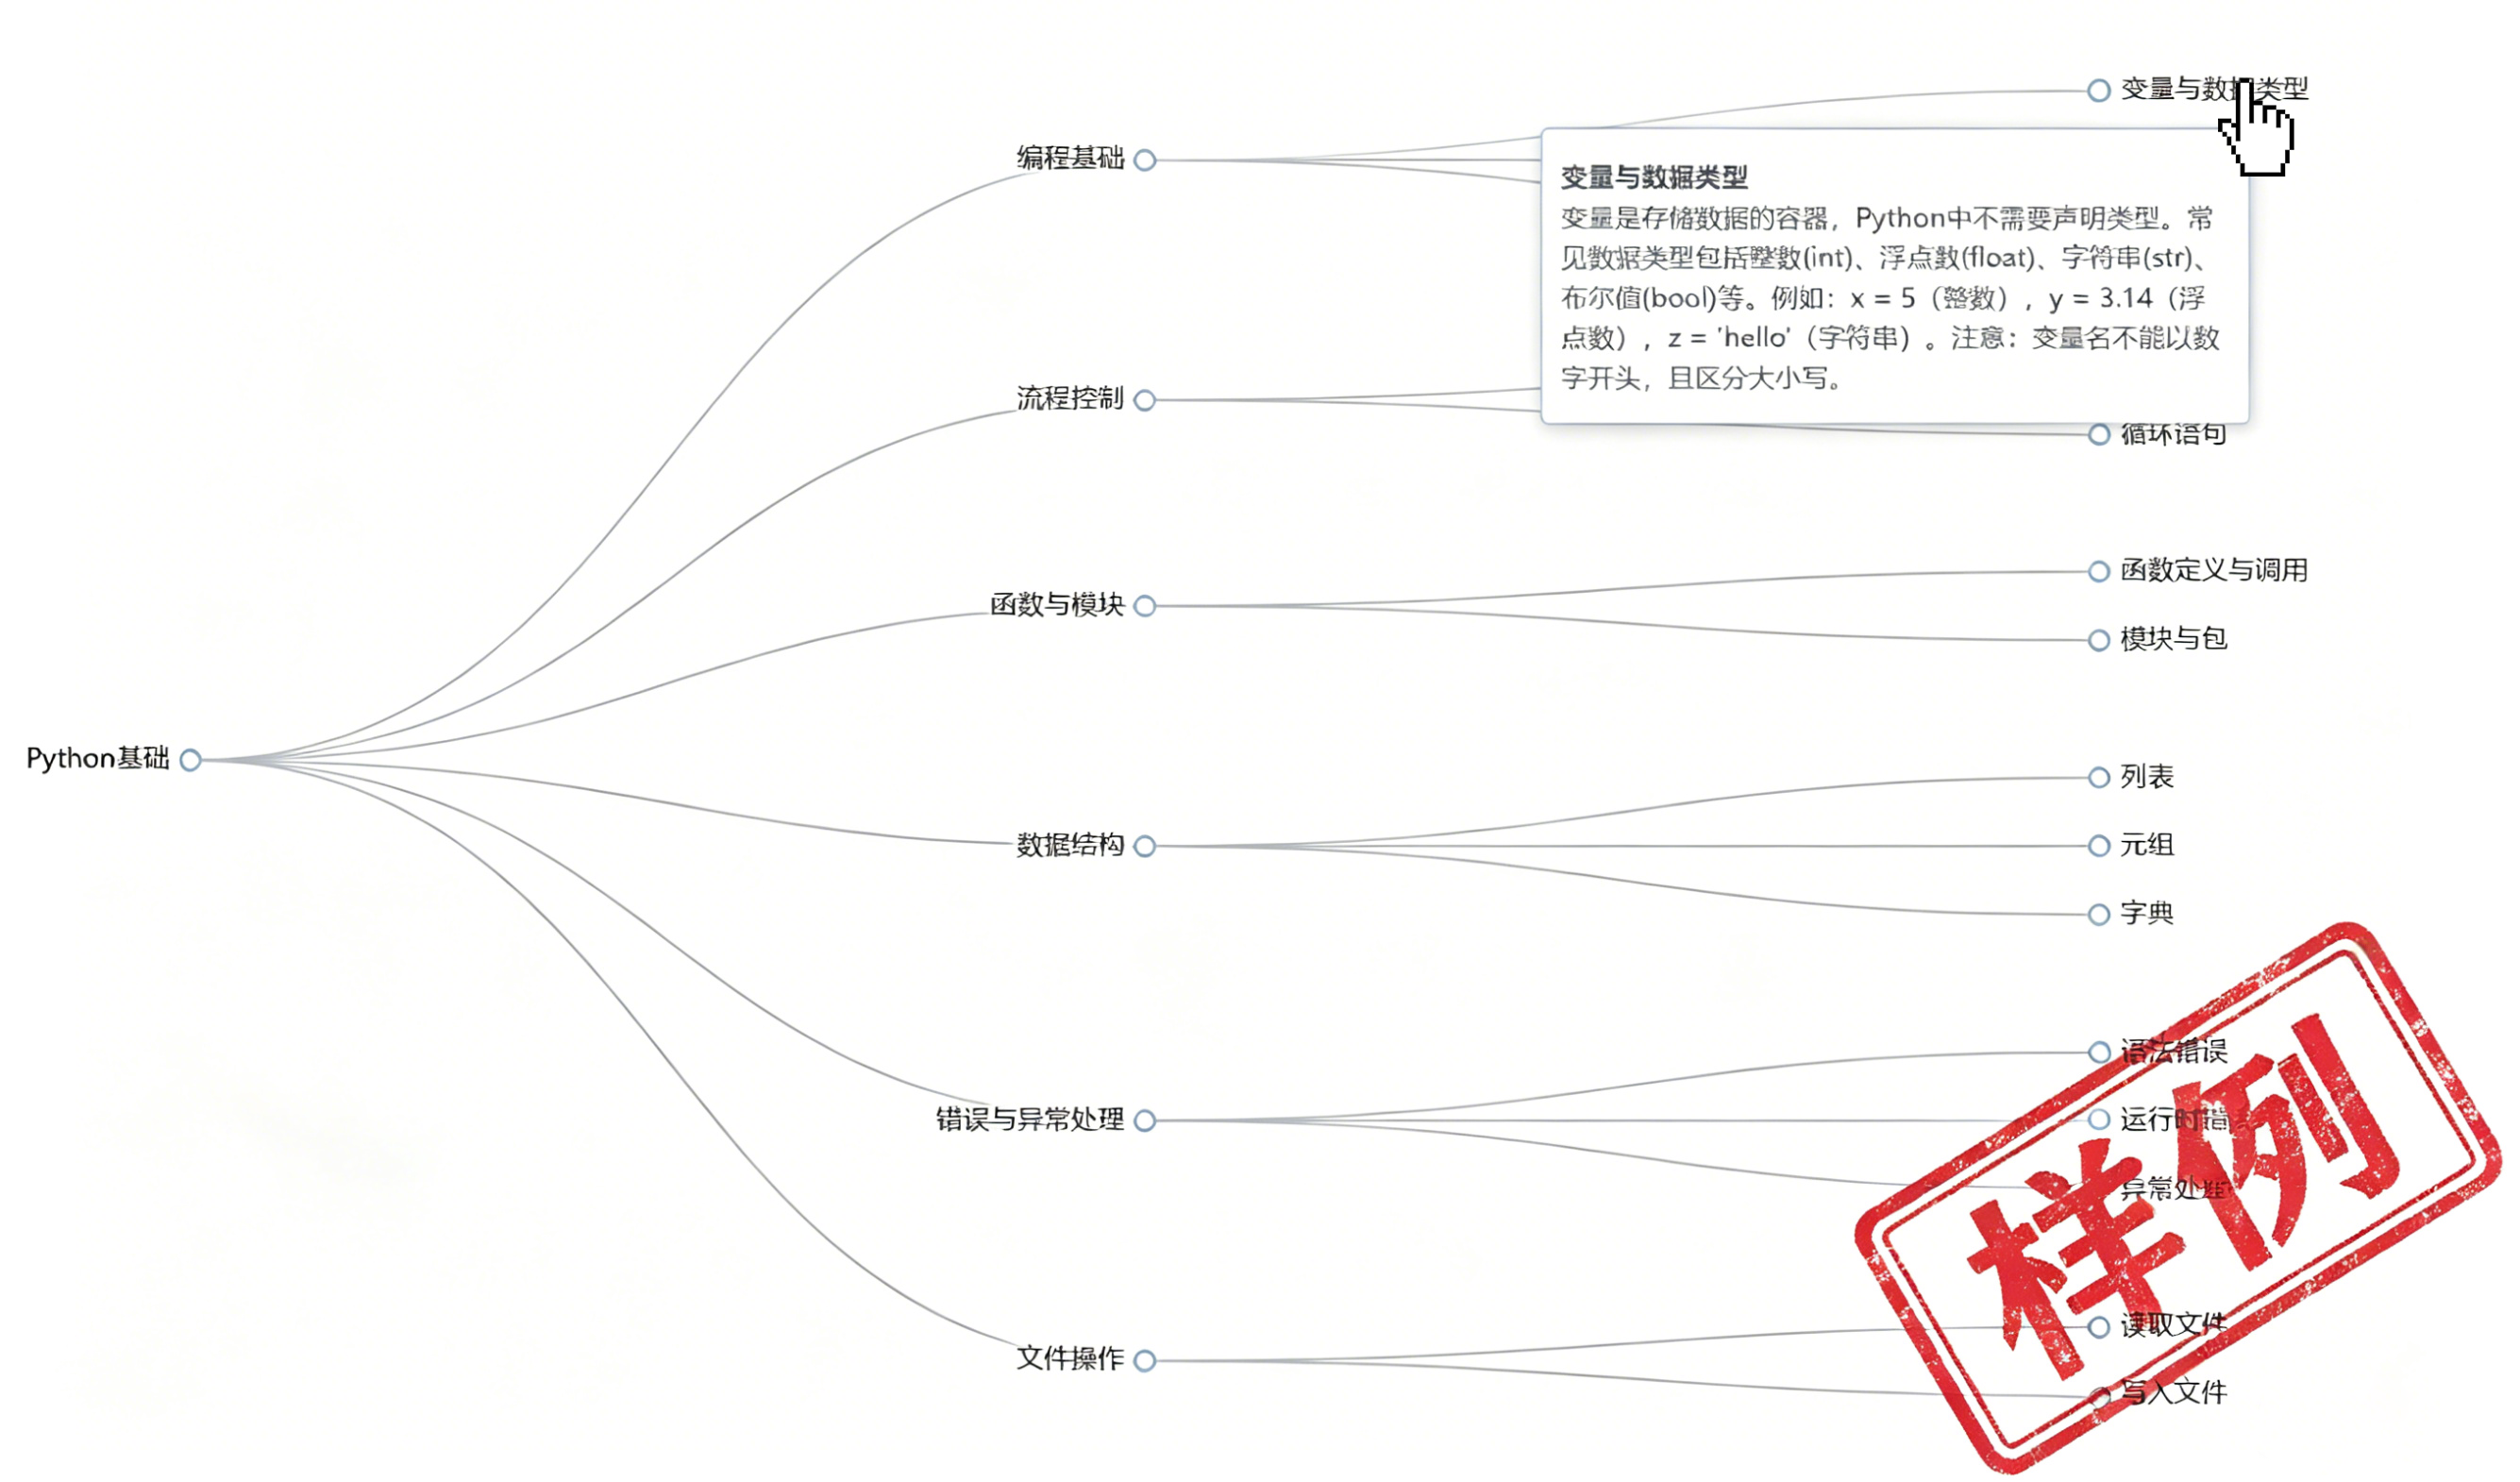 变量与数据类型
编程基础
变量与数据类型
变量是存储数据的容器，Python中不需要声明类型。常
见数据类型包括整数(int)、浮点数(float)、字符串(str)、
布尔值(bool)等。例如：x = 5（整数），y = 3.14（浮
点数），z = 'hello'（字符串）。注意：变量名不能以数
字开头，且区分大小写。
流程控制
循环语句
函数与模块
函数定义与调用
模块与包
Python基础
数据结构
列表
元组
字典
错误与异常处理
语法错误
运行时错
异常处理
文件操作
读取文件
写入文件
样例